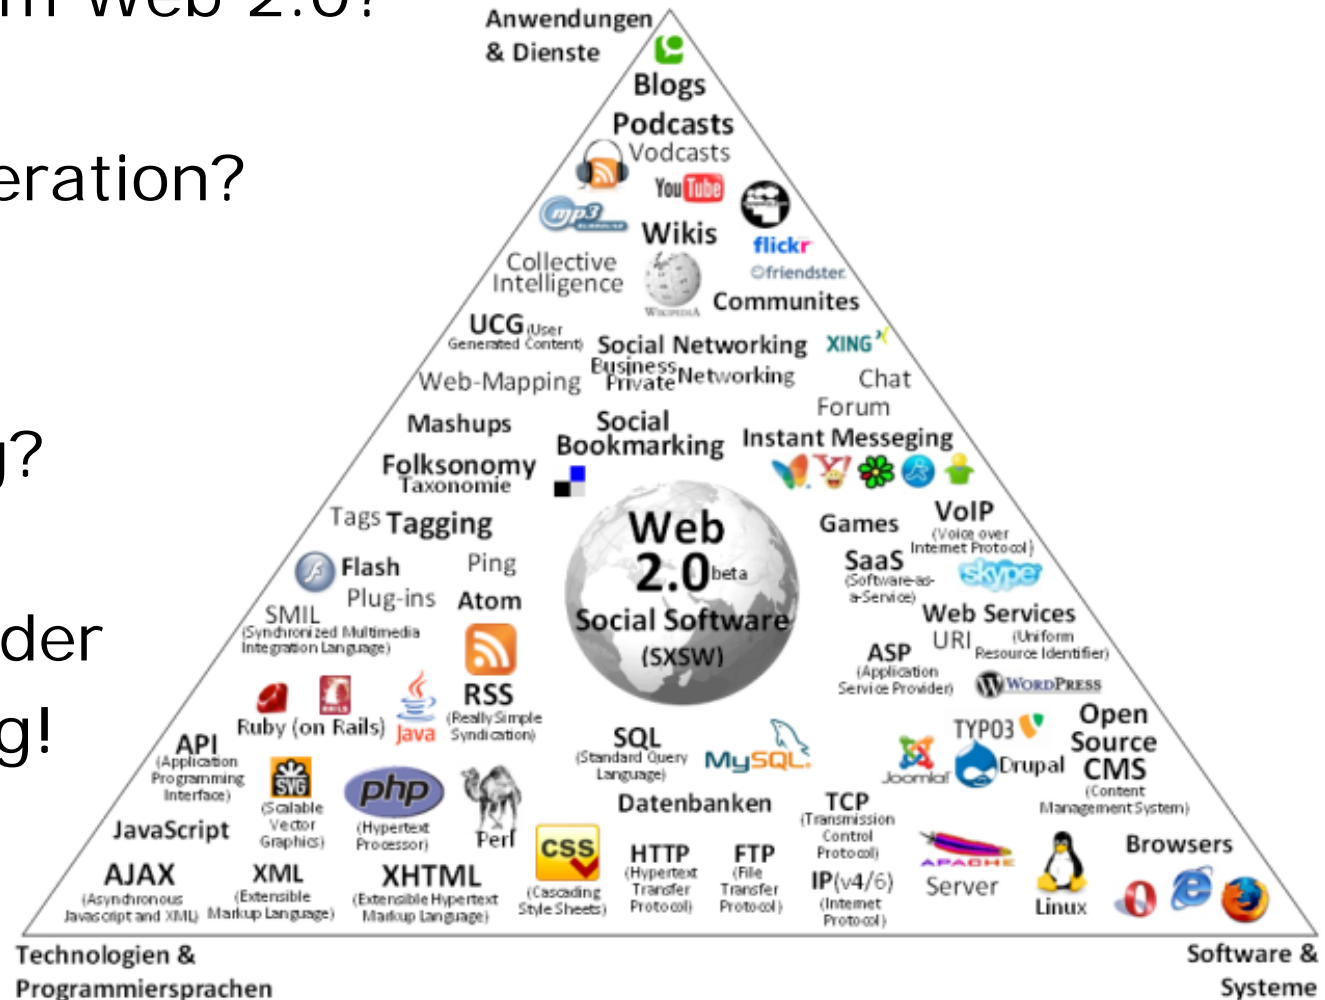 m Web 2.0?
eration?
g?
der
g!
Anwendungen
& Dienste
Blogs
Podcasts
Vodcasts
You Tube
mp3
Wikis
flickr
friendster
Collective
Intelligence
WIKIPEDIA
Communites
UCG (User
Generated Content)
Social Networking
XING
Business
Private Networking
Web-Mapping
Chat
Forum
Mashups
Social
Bookmarking
Instant Messeging
Folksonomy
Taxonomie
Tags Tagging
Web
2.0 beta
Social Software
(SXSW)
Games
VoIP
(Voice over
Internet Protocol)
Flash
Ping
SaaS
(Software-as-
a-Service)
skype
Plug-ins
Atom
SMIL
(Synchronized Multimedia
Integration Language)
Web Services
URI (Uniform
Resource Identifier)
ASP
(Application
Service Provider)
WORDPRESS
RAILS
Ruby (on Rails)
Java
RSS
(Really Simple
Syndication)
API
(Application
Programming
Interface)
SQL
(Standard Query
Language)
MySQL
TYPO3
Joomla!
Drupal
Open
Source
CMS
(Content
Management System)
SVG
(Scalable
Vector
Graphics)
php
(Hypertext
Processor)
Perl
Datenbanken
TCP
(Transmission
Control
Protocol)
JavaScript
CSS
(Cascading
Style Sheets)
HTTP
(Hypertext
Transfer
Protocol)
FTP
(File
Transfer
Protocol)
IP(v4/6)
(Internet
Protocol)
APACHE
Server
Linux
Browsers
AJAX
(Asynchronous
Javascript and XML)
XML
(Extensible
Markup Language)
XHTML
(Extensible Hypertext
Markup Language)
Technologien &
Programmiersprachen
Software &
Systeme